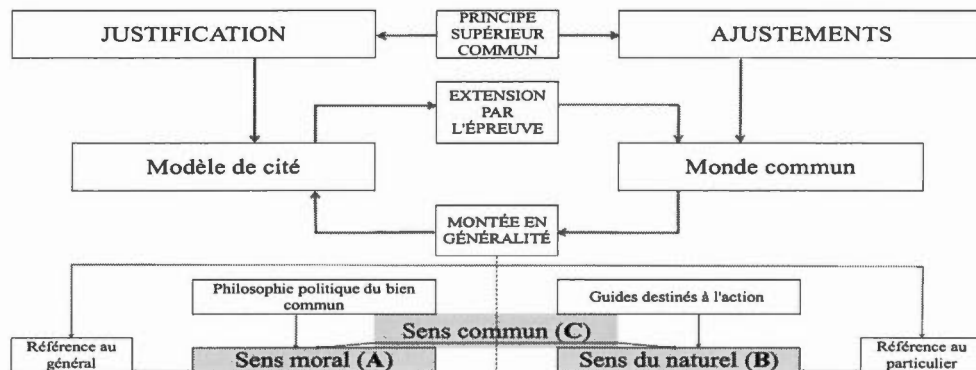 JUSTIFICATION
PRINCIPE
SUPÉRIEUR
COMMUN
AJUSTEMENTS
EXTENSION
PAR
L'ÉPREUVE
Modèle de cité
Monde commun
MONTÉE EN
GÉNÉRALITÉ
Philosophie politique du bien
commun
Guides destinés à l'action
Sens commun (C)
Référence au
général
Sens moral (A)
Sens du naturel (B)
Référence au
particulier